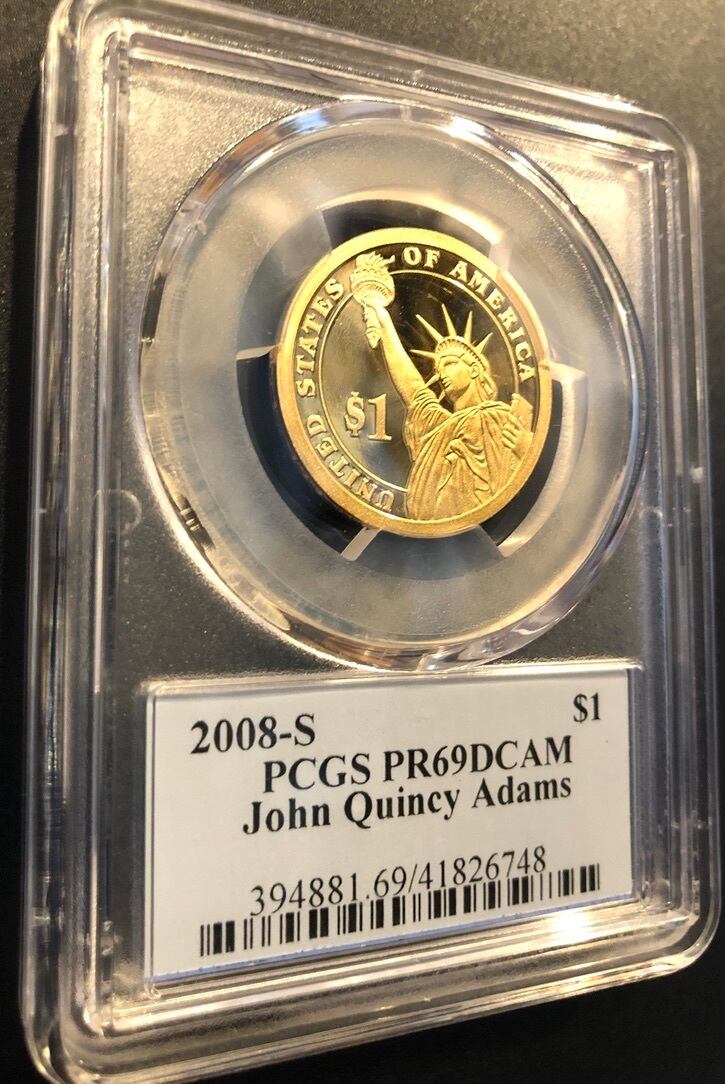 UNITED STATES OF AMERICA
$1
2008-S
$1
PCGS PR69DCAM
John Quincy Adams
394881.69/41826748